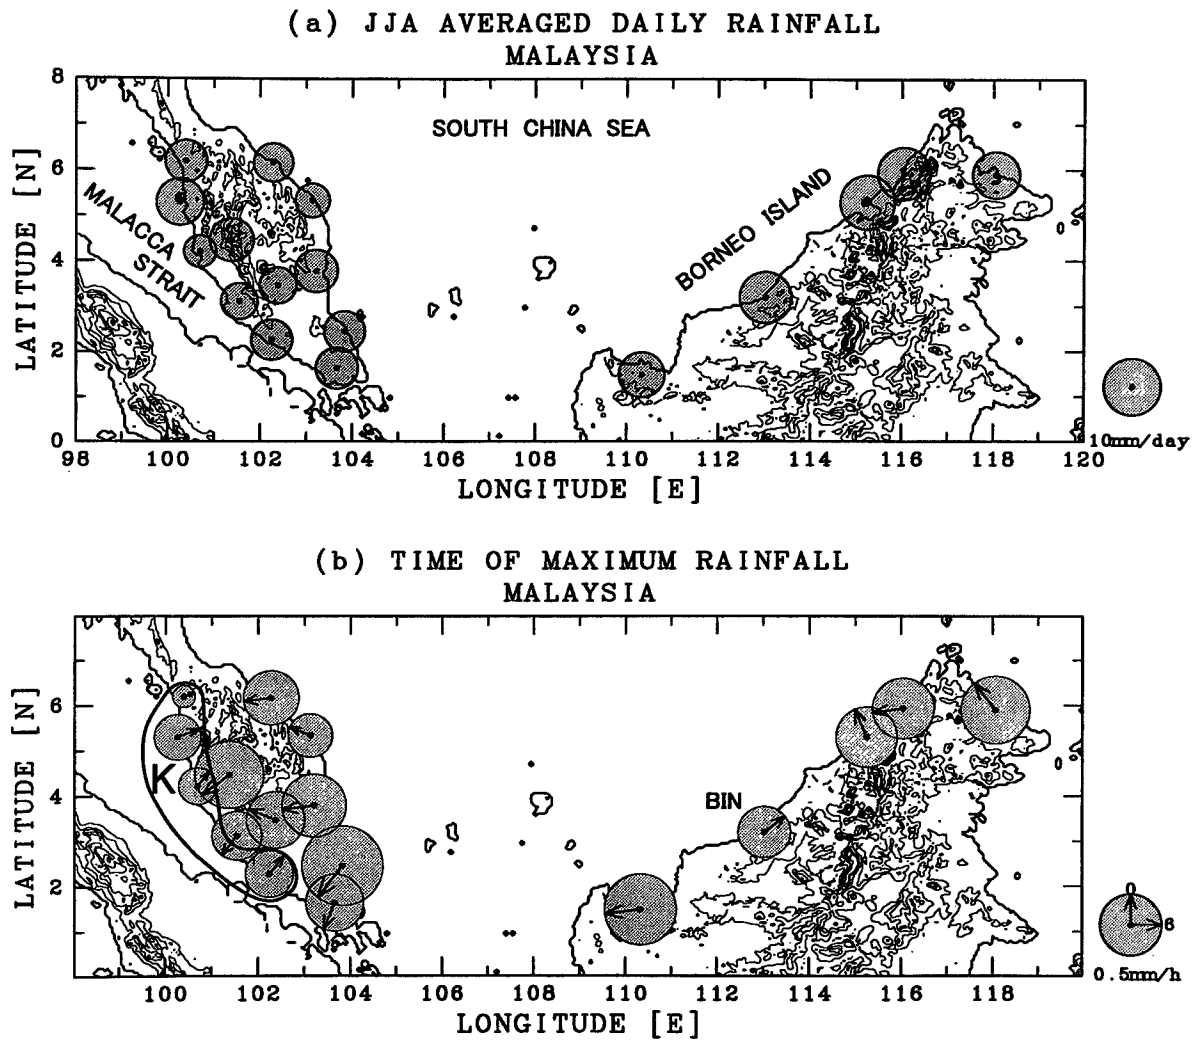 (a) JJA AVERAGED DAILY RAINFALL
MALAYSIA
8
6
4
2
0
LATITUDE [N]
SOUTH CHINA SEA
MALACCA
STRAIT
BORNEO ISLAND
10mm/day
98 100 102 104 106 108 110 112 114 116 118 120
LONGITUDE [E]
(b) TIME OF MAXIMUM RAINFALL
MALAYSIA
6
4
2
LATITUDE [N]
K
BIN
0
6
0.5mm/h
100 102 104 106 108 110 112 114 116 118
LONGITUDE [E]